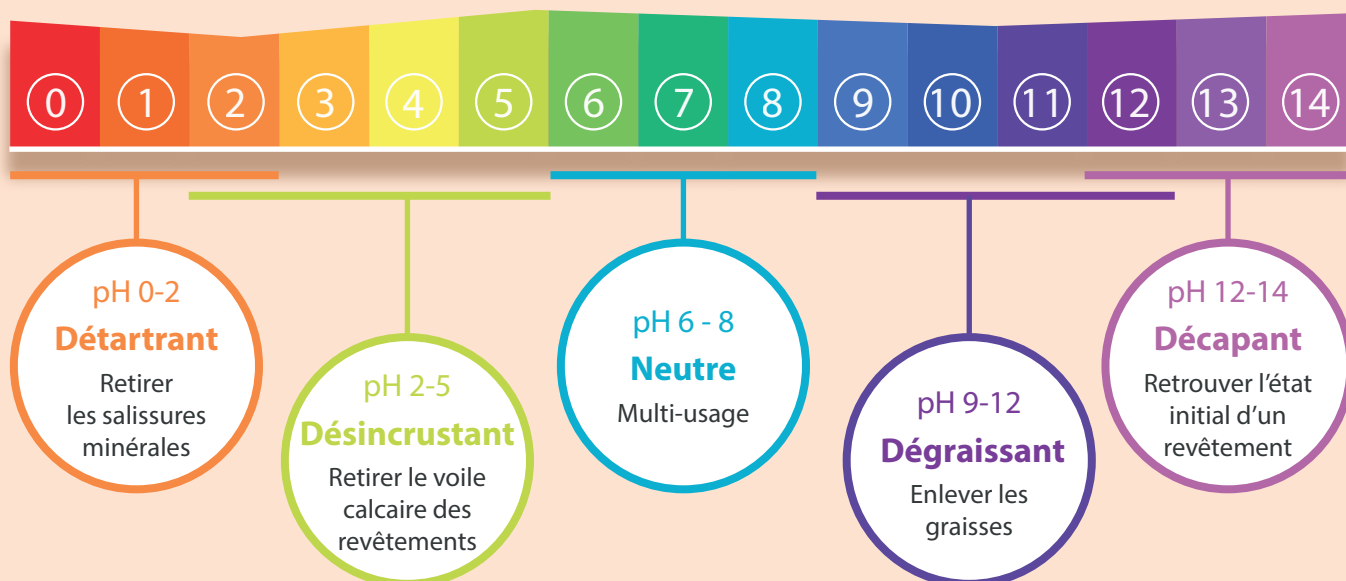 0 1 2 3 4 5 6 7 8 9 10 11 12 13 14
pH 0-2
Détartrant
Retirer
les salissures
minérales
pH 2-5
Désincrustant
Retirer le voile
calcaire des
revêtements
pH 6 - 8
Neutre
Multi-usage
pH 9-12
Dégraissant
Enlever les
graisses
pH 12-14
Décapant
Retrouver l’état
initial d’un
revêtement